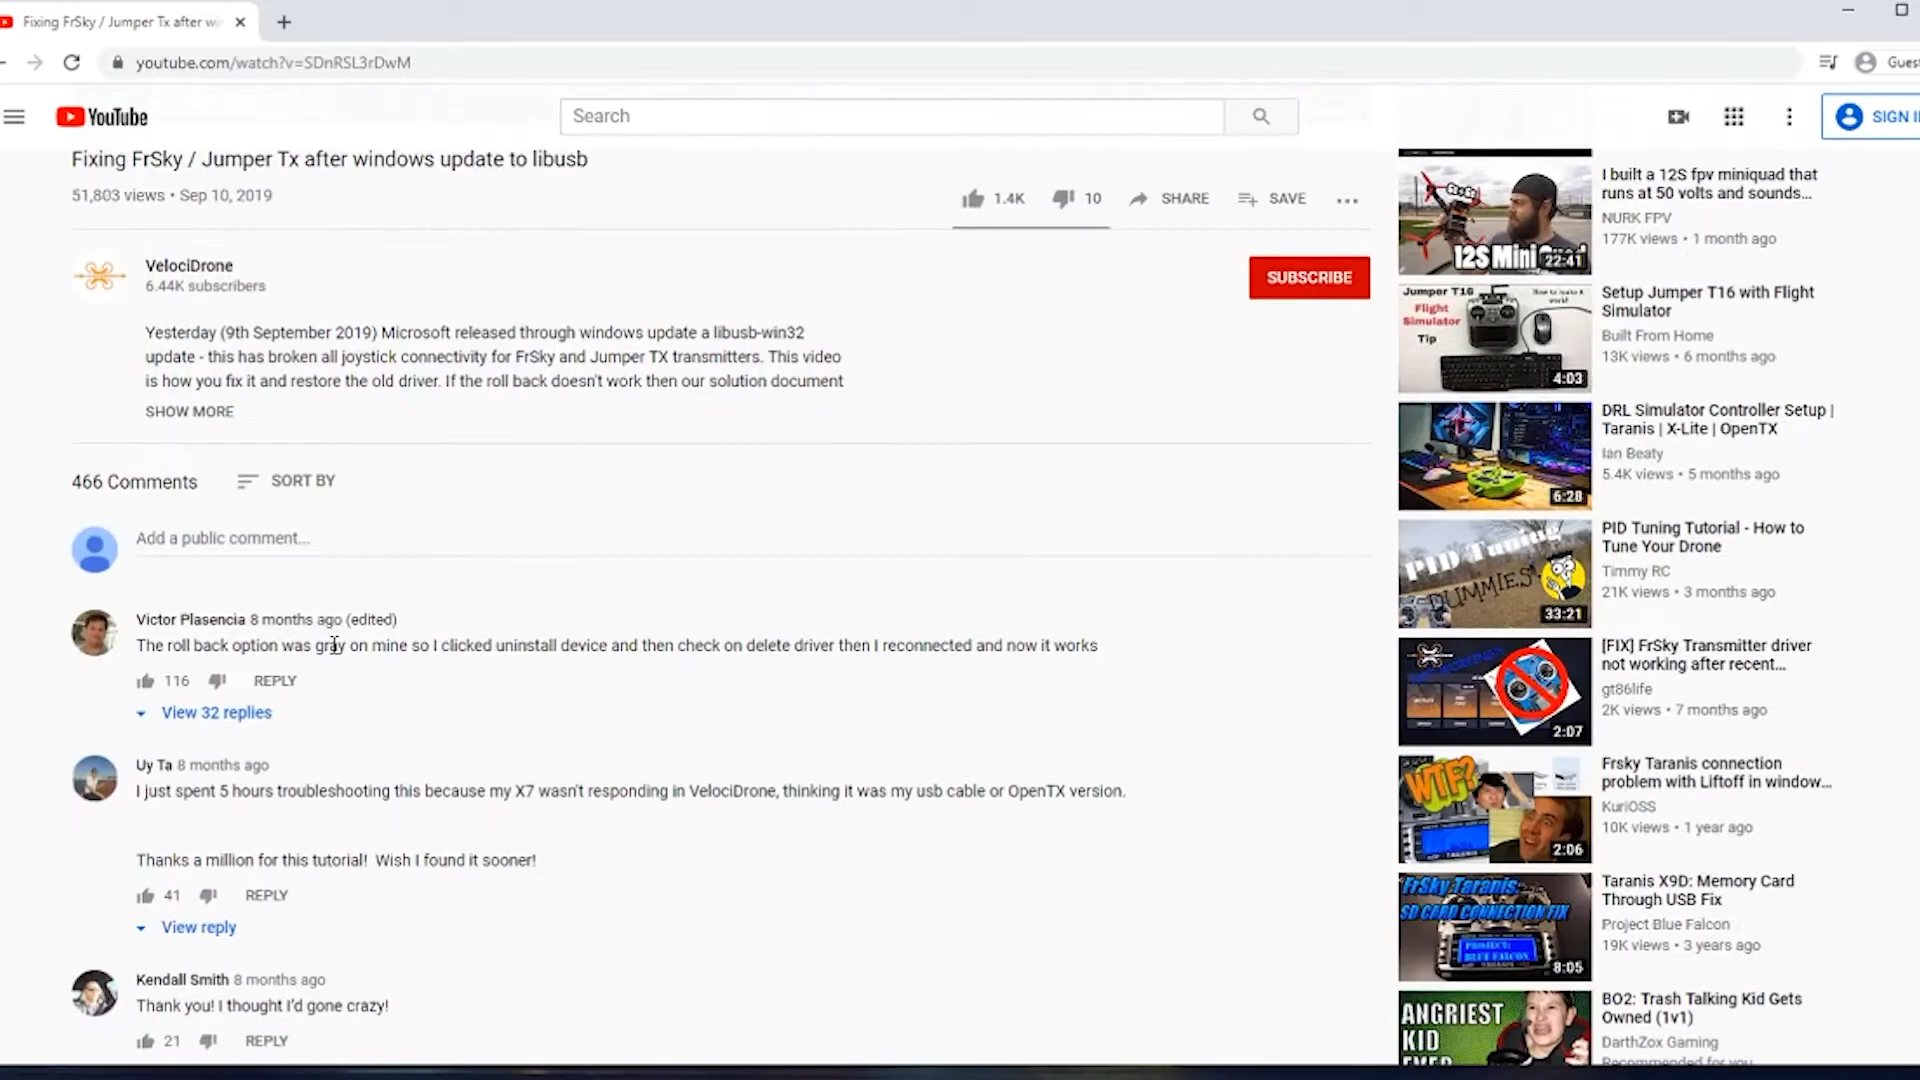 Fixing FrSky / Jumper Tx after wi
youtube.com/watch?v=SDnRSL3rDwM
Guest
YouTube
Search
SIGN I
Fixing FrSky / Jumper Tx after windows update to libusb
51,803 views • Sep 10, 2019
1.4K
10
SHARE
SAVE
VelociDrone
6.44K subscribers
SUBSCRIBE
Yesterday (9th September 2019) Microsoft released through windows update a libusb-win32
update - this has broken all joystick connectivity for FrSky and Jumper TX transmitters. This video
is how you fix it and restore the old driver. If the roll back doesn't work then our solution document
SHOW MORE
466 Comments
SORT BY
Add a public comment...
Victor Plasencia 8 months ago (edited)
The roll back option was gray on mine so I clicked uninstall device and then check on delete driver then I reconnected and now it works
116
REPLY
View 32 replies
Uy Ta 8 months ago
I just spent 5 hours troubleshooting this because my X7 wasn't responding in VelociDrone, thinking it was my usb cable or OpenTX version.
Thanks a million for this tutorial! Wish I found it sooner!
41
REPLY
View reply
Kendall Smith 8 months ago
Thank you! I thought I'd gone crazy!
21
REPLY
12S Mini Quad
22:41
I built a 12S fpv miniquad that
runs at 50 volts and sounds...
NURK FPV
177K views • 1 month ago
Jumper T16
Flight
Simulator
Tip
4:03
Setup Jumper T16 with Flight
Simulator
Built From Home
13K views • 6 months ago
6:28
DRL Simulator Controller Setup |
Taranis | X-Lite | OpenTX
Ian Beaty
5.4K views • 5 months ago
PID Tuning
DUMMIES
33:21
PID Tuning Tutorial - How to
Tune Your Drone
Timmy RC
21K views • 3 months ago
2:07
[FIX] FrSky Transmitter driver
not working after recent...
gt86life
2K views • 7 months ago
WTF?
2:06
Frsky Taranis connection
problem with Liftoff in window...
KuriOSS
10K views • 1 year ago
FrSky Taranis
SD CARD CONNECTION FIX
PROJECT:
BLUE FALCON
TARANIS
8:05
Taranis X9D: Memory Card
Through USB Fix
Project Blue Falcon
19K views • 3 years ago
ANGRIEST
KID
EVER
BO2: Trash Talking Kid Gets
Owned (1v1)
DarthZox Gaming
Recommended for you